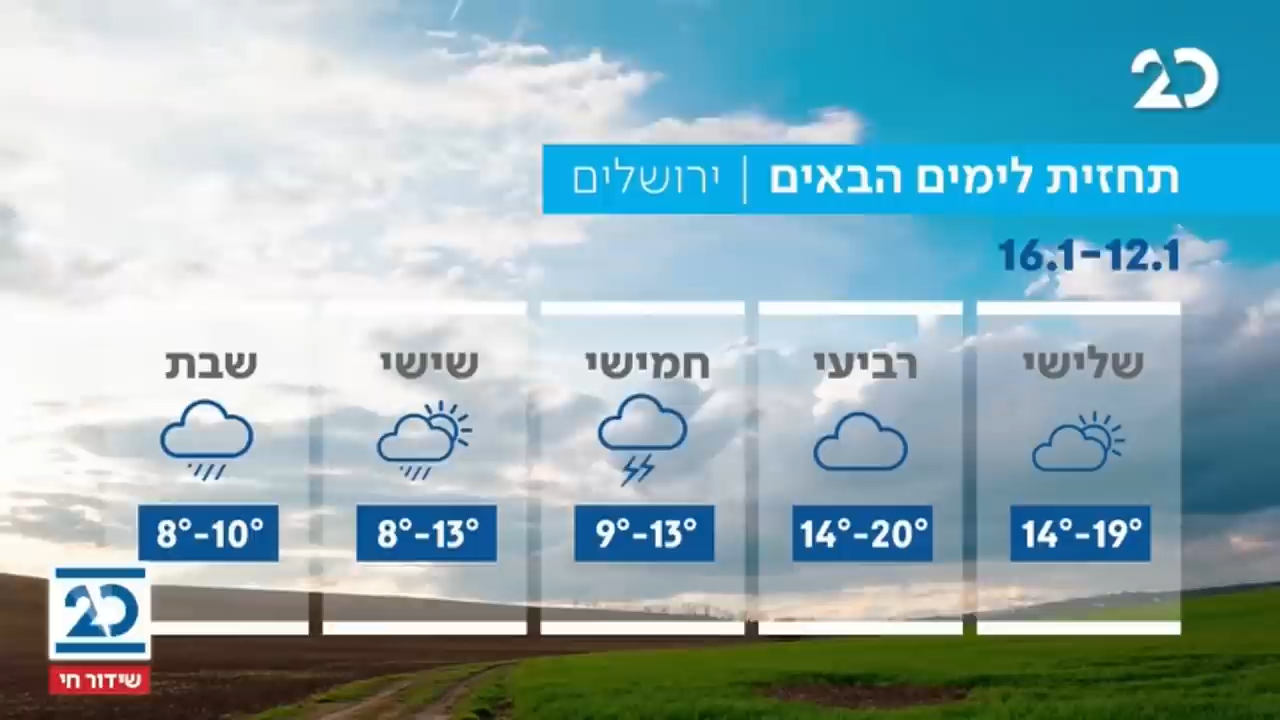 20
תחזית לימים הבאים | ירושלים
16.1-12.1
שלישי
רביעי
חמישי
שישי
שבת
14°-19°
14°-20°
9°-13°
8°-13°
8°-10°
20
שידור חי